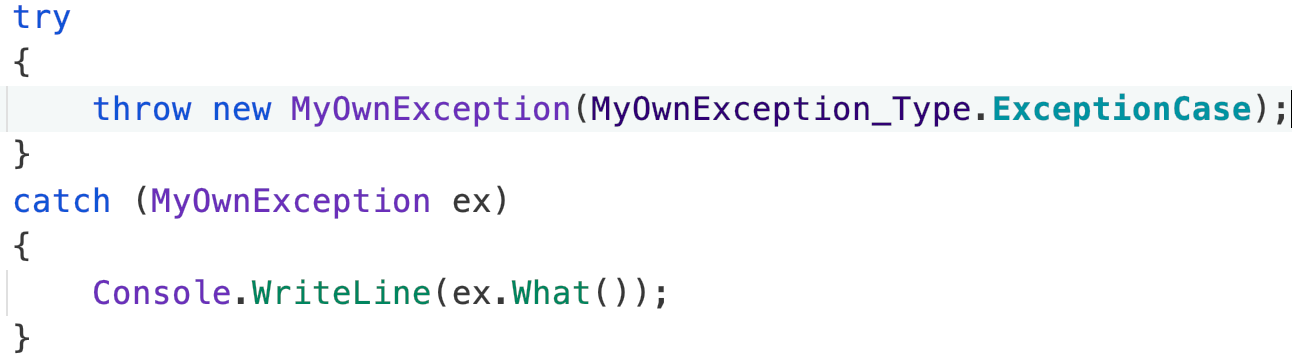 try
{
    throw new MyOwnException(MyOwnException_Type.ExceptionCase);
}
catch (MyOwnException ex)
{
    Console.WriteLine(ex.What());
}